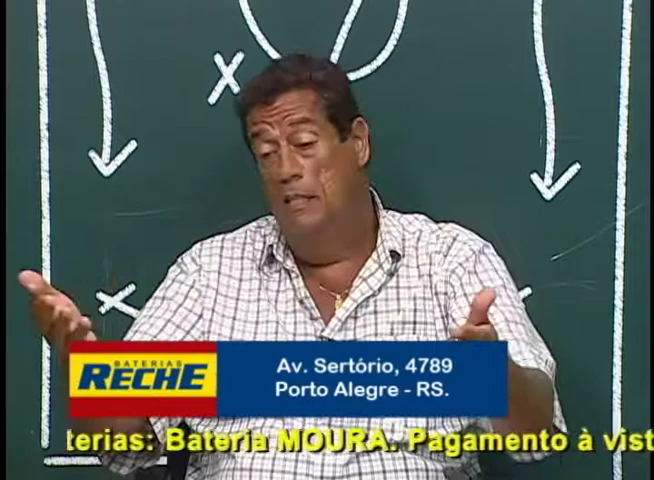 BATERIAS
RECHE
Av. Sertório, 4789
Porto Alegre - RS.
terias: Bateria MOURA. Pagamento à vist